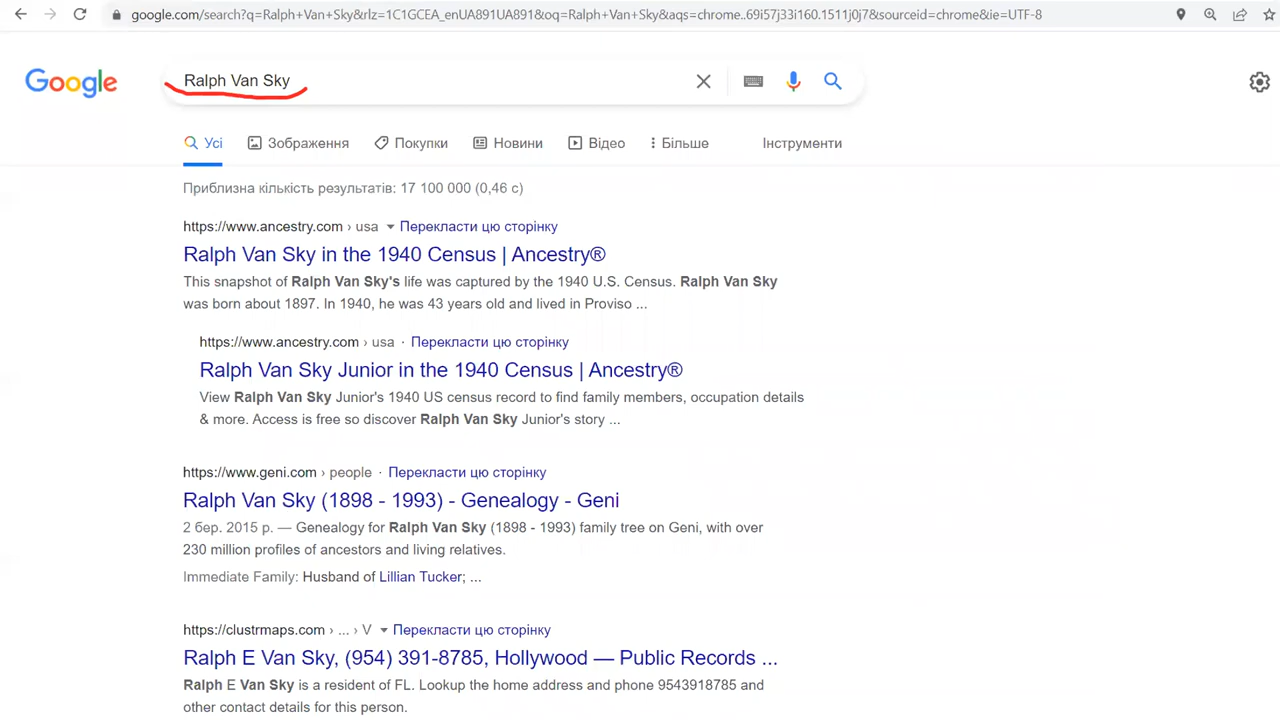 google.com/search?q=Ralph+Van+Sky&rlz=1C1GCEA_enUA891UA891&oq=Ralph+Van+Sky&aqs=chrome..69i57j33i160.1511j0j7&sourceid=chrome&ie=UTF-8
Google
Ralph Van Sky
Усі Зображення Покупки Новини Відео Більше Інструменти
Приблизна кількість результатів: 17 100 000 (0,46 с)
https://www.ancestry.com › usa Перекласти цю сторінку
Ralph Van Sky in the 1940 Census | Ancestry®
This snapshot of Ralph Van Sky's life was captured by the 1940 U.S. Census. Ralph Van Sky
was born about 1897. In 1940, he was 43 years old and lived in Proviso ...
https://www.ancestry.com › usa · Перекласти цю сторінку
Ralph Van Sky Junior in the 1940 Census | Ancestry®
View Ralph Van Sky Junior's 1940 US census record to find family members, occupation details
& more. Access is free so discover Ralph Van Sky Junior's story ...
https://www.geni.com › people · Перекласти цю сторінку
Ralph Van Sky (1898 - 1993) - Genealogy - Geni
2 бер. 2015 р. — Genealogy for Ralph Van Sky (1898 - 1993) family tree on Geni, with over
230 million profiles of ancestors and living relatives.
Immediate Family: Husband of Lillian Tucker; ...
https://clustrmaps.com › ... › V Перекласти цю сторінку
Ralph E Van Sky, (954) 391-8785, Hollywood — Public Records ...
Ralph E Van Sky is a resident of FL. Lookup the home address and phone 9543918785 and
other contact details for this person.